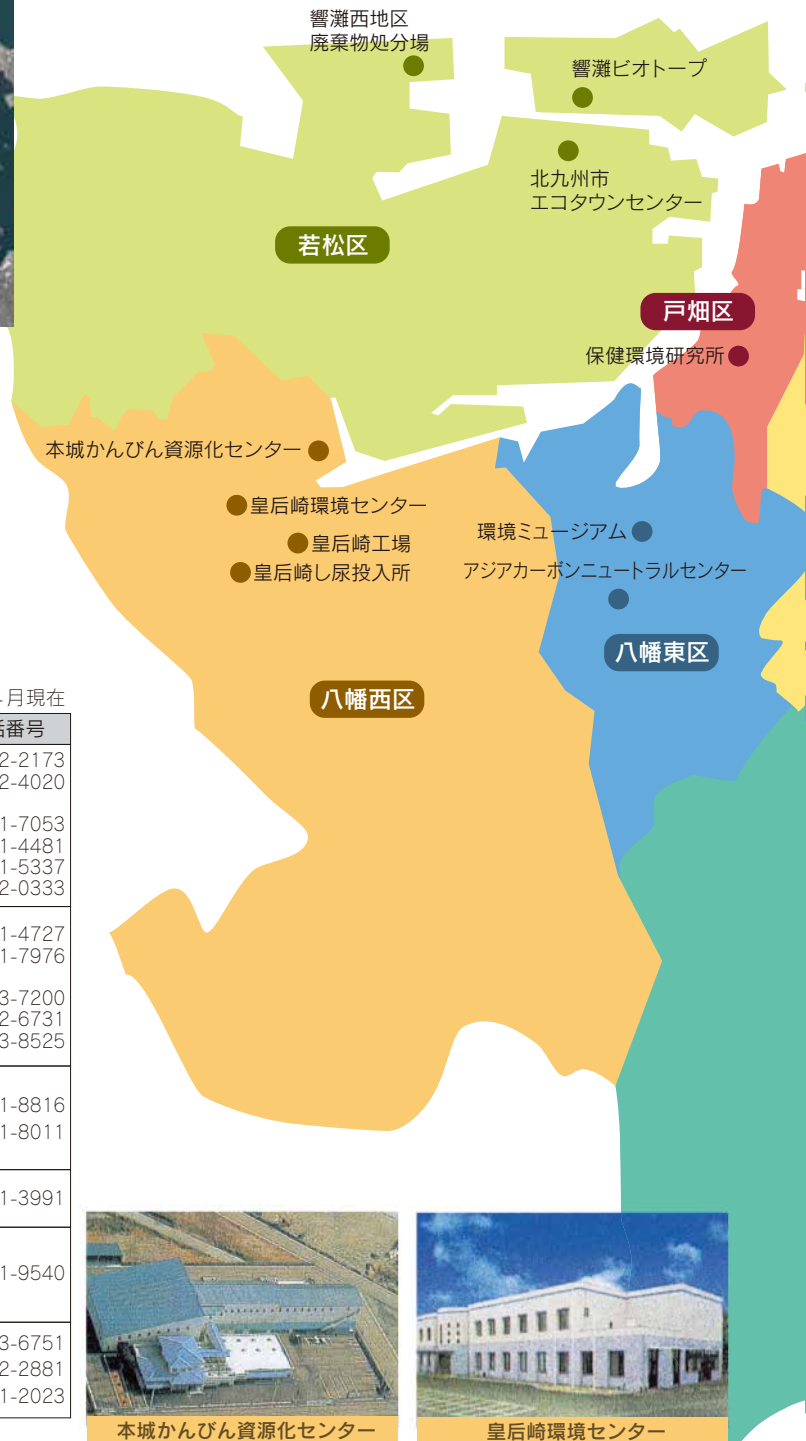 響灘西地区
廃棄物処分場
響灘ビオトープ
北九州市
エコタウンセンター
若松区
戸畑区
保健環境研究所
本城かんびん資源化センター
皇后崎環境センター
皇后崎工場
皇后崎し尿投入所
環境ミュージアム
アジアカーボンニュートラルセンター
八幡東区
八幡西区
月現在
番号
2-2173
2-4020
1-7053
1-4481
1-5337
2-0333
1-4727
1-7976
3-7200
2-6731
3-8525
1-8816
1-8011
1-3991
1-9540
3-6751
2-2881
1-2023
本城かんびん資源化センター
皇后崎環境センター